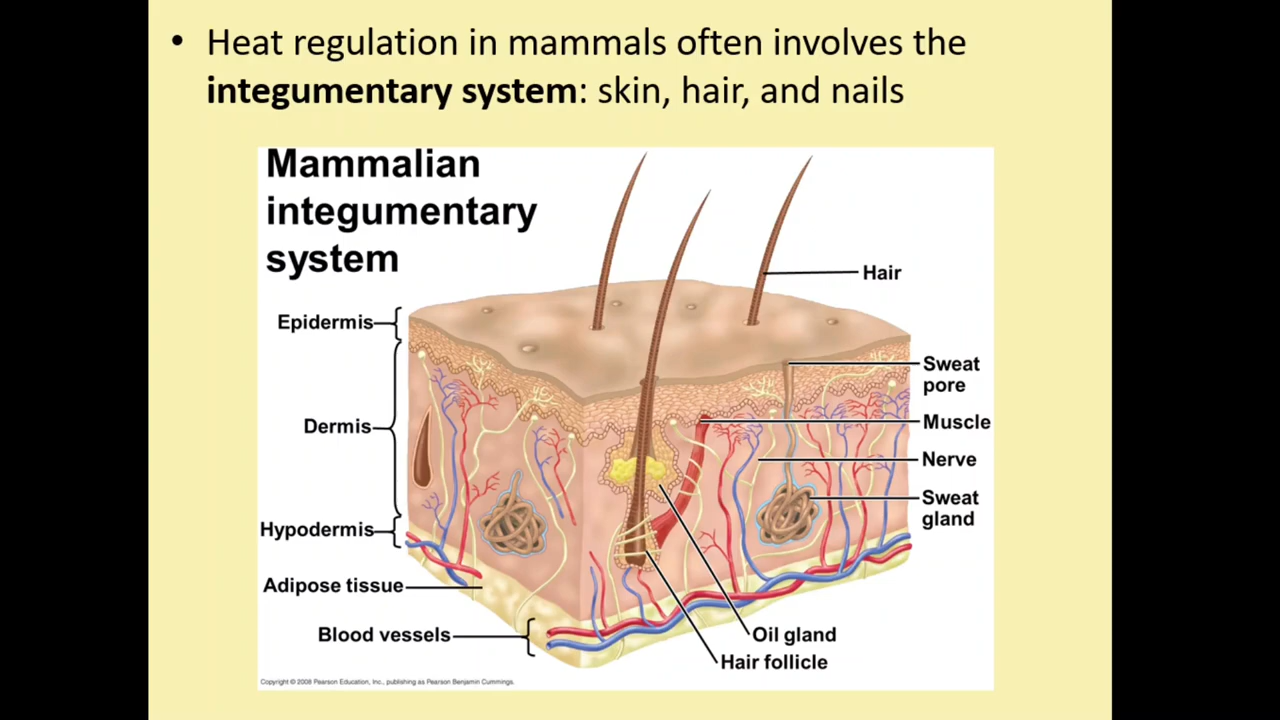 • Heat regulation in mammals often involves the
integumentary system: skin, hair, and nails
Mammalian
integumentary
system
Hair
Epidermis
Sweat
pore
Dermis
Muscle
Nerve
Sweat
gland
Hypodermis
Adipose tissue
Blood vessels
Oil gland
Hair follicle
Copyright © 2008 Pearson Education, Inc., publishing as Pearson Benjamin Cummings.